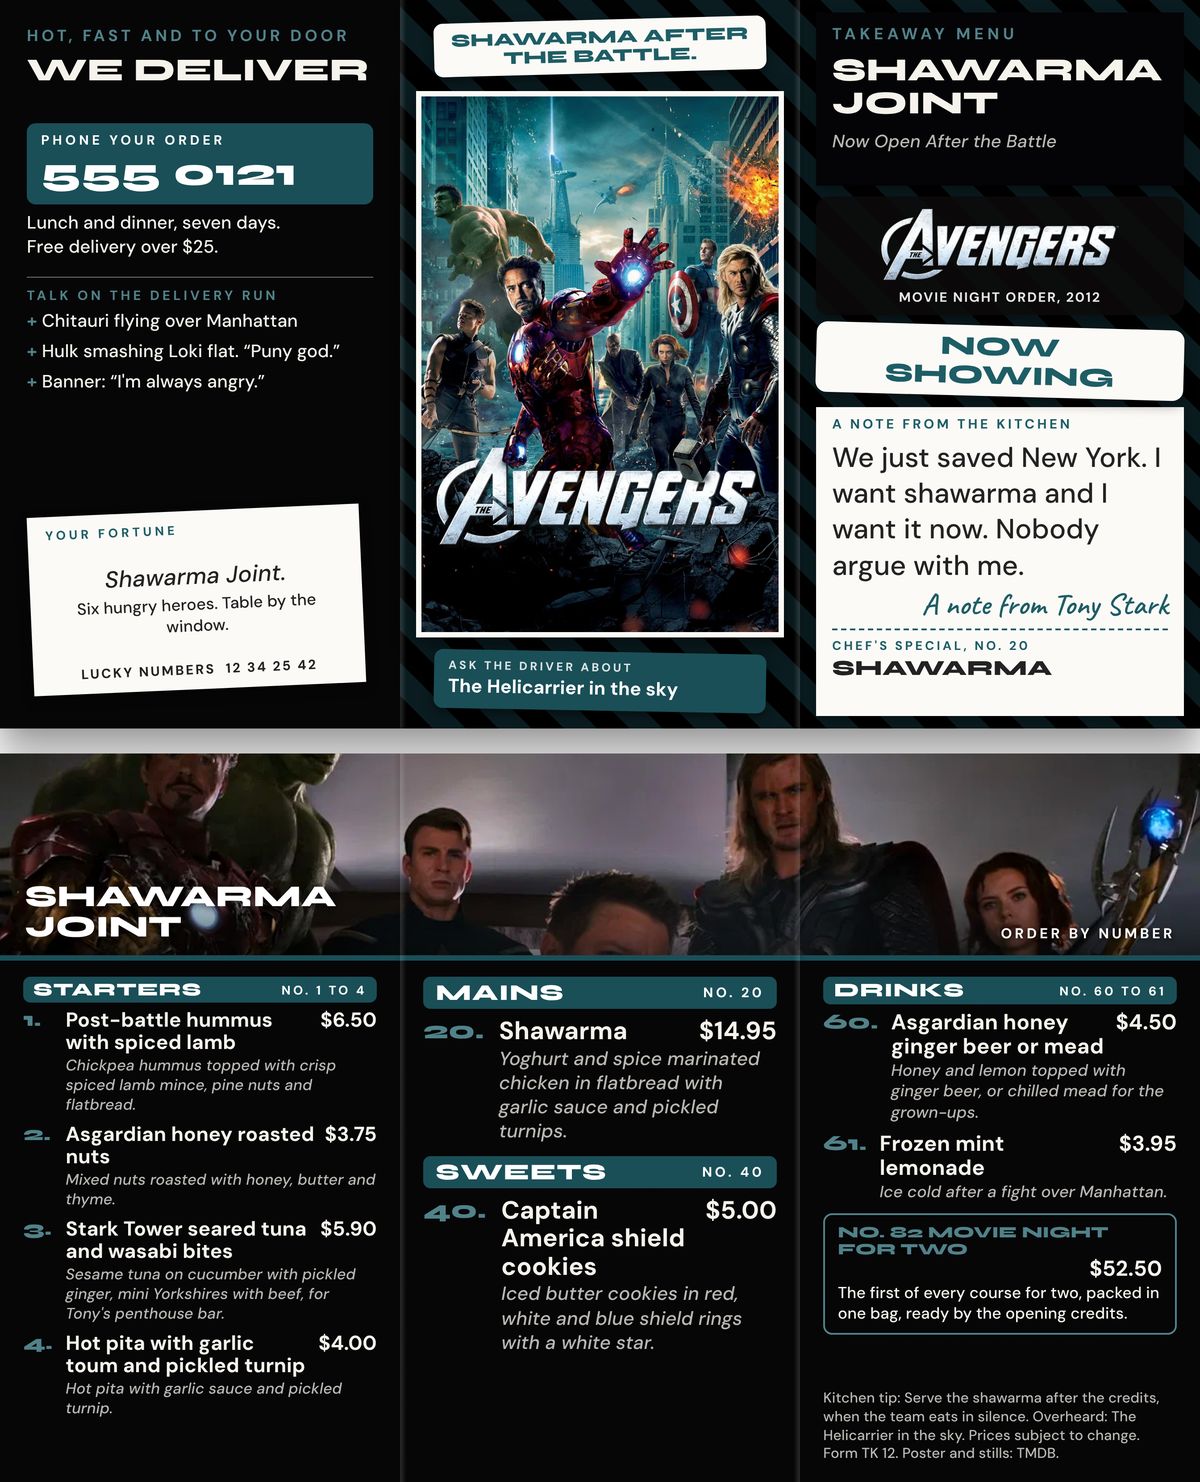 HOT, FAST AND TO YOUR DOOR
WE DELIVER
PHONE YOUR ORDER
555 0121
Lunch and dinner, seven days.
Free delivery over $25.
TALK ON THE DELIVERY RUN
+ Chitauri flying over Manhattan
+ Hulk smashing Loki flat. “Puny god.”
+ Banner: “I'm always angry.”
YOUR FORTUNE
Shawarma Joint.
Six hungry heroes. Table by the
window.
LUCKY NUMBERS 12 34 25 42
SHAWARMA AFTER
THE BATTLE.
THE AVENGERS
ASK THE DRIVER ABOUT
The Helicarrier in the sky
TAKEAWAY MENU
SHAWARMA
JOINT
Now Open After the Battle
THE AVENGERS
MOVIE NIGHT ORDER, 2012
NOW
SHOWING
A NOTE FROM THE KITCHEN
We just saved New York. I
want shawarma and I
want it now. Nobody
argue with me.
A note from Tony Stark
CHEF'S SPECIAL, NO. 20
SHAWARMA
SHAWARMA
JOINT
ORDER BY NUMBER
STARTERS NO. 1 TO 4
1. Post-battle hummus $6.50
with spiced lamb
Chickpea hummus topped with crisp
spiced lamb mince, pine nuts and
flatbread.
2. Asgardian honey roasted $3.75
nuts
Mixed nuts roasted with honey, butter and
thyme.
3. Stark Tower seared tuna $5.90
and wasabi bites
Sesame tuna on cucumber with pickled
ginger, mini Yorkshires with beef, for
Tony's penthouse bar.
4. Hot pita with garlic $4.00
toum and pickled turnip
Hot pita with garlic sauce and pickled
turnip.
MAINS NO. 20
20. Shawarma $14.95
Yoghurt and spice marinated
chicken in flatbread with
garlic sauce and pickled
turnips.
SWEETS NO. 40
40. Captain $5.00
America shield
cookies
Iced butter cookies in red,
white and blue shield rings
with a white star.
DRINKS NO. 60 TO 61
60. Asgardian honey $4.50
ginger beer or mead
Honey and lemon topped with
ginger beer, or chilled mead for the
grown-ups.
61. Frozen mint $3.95
lemonade
Ice cold after a fight over Manhattan.
NO. 82 MOVIE NIGHT
FOR TWO
$52.50
The first of every course for two, packed in
one bag, ready by the opening credits.
Kitchen tip: Serve the shawarma after the credits,
when the team eats in silence. Overheard: The
Helicarrier in the sky. Prices subject to change.
Form TK 12. Poster and stills: TMDB.